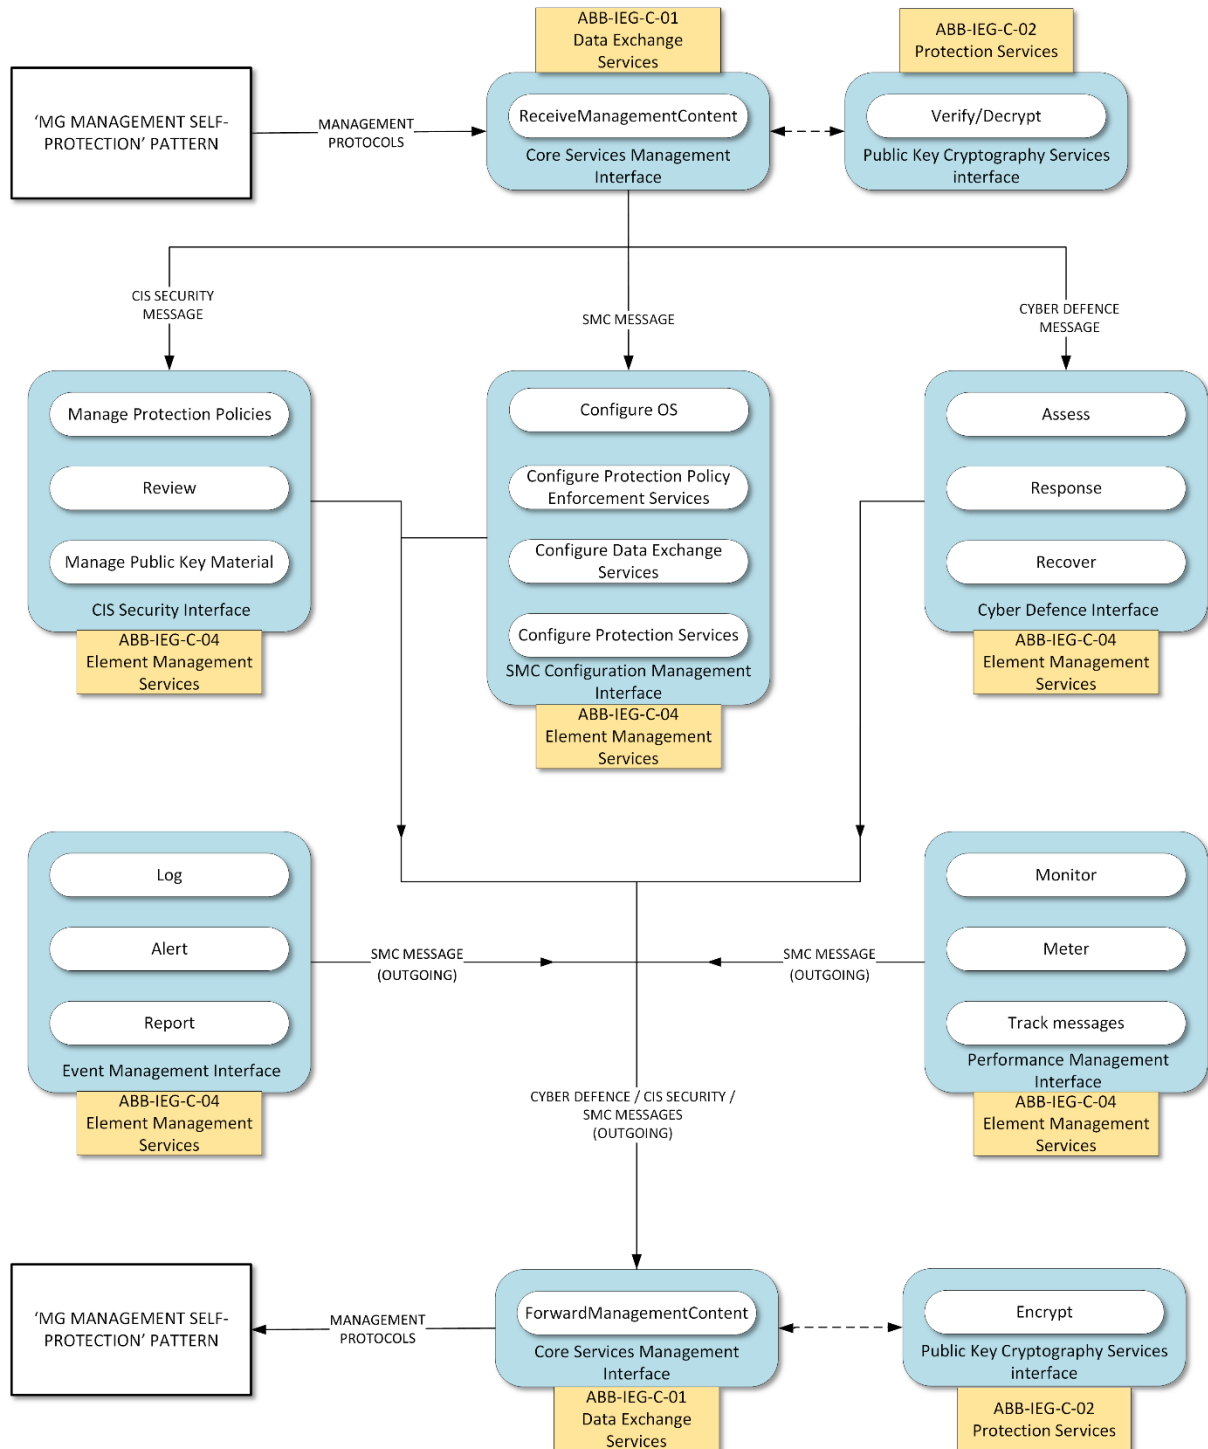 ABB-IEG-C-01
Data Exchange
Services
ABB-IEG-C-02
Protection Services
‘MG MANAGEMENT SELF-
PROTECTION’ PATTERN
MANAGEMENT
PROTOCOLS
ReceiveManagementContent
Core Services Management
Interface
Verify/Decrypt
Public Key Cryptography Services
interface
CIS SECURITY
MESSAGE
SMC MESSAGE
CYBER DEFENCE
MESSAGE
Manage Protection Policies
Review
Manage Public Key Material
CIS Security Interface
ABB-IEG-C-04
Element Management
Services
Configure OS
Configure Protection Policy
Enforcement Services
Configure Data Exchange
Services
Configure Protection Services
SMC Configuration Management
Interface
ABB-IEG-C-04
Element Management
Services
Assess
Response
Recover
Cyber Defence Interface
ABB-IEG-C-04
Element Management
Services
Log
Alert
Report
Event Management Interface
ABB-IEG-C-04
Element Management
Services
SMC MESSAGE
(OUTGOING)
SMC MESSAGE
(OUTGOING)
Monitor
Meter
Track messages
Performance Management
Interface
ABB-IEG-C-04
Element Management
Services
CYBER DEFENCE / CIS SECURITY /
SMC MESSAGES
(OUTGOING)
‘MG MANAGEMENT SELF-
PROTECTION’ PATTERN
MANAGEMENT
PROTOCOLS
ForwardManagementContent
Core Services Management
Interface
ABB-IEG-C-01
Data Exchange
Services
Encrypt
Public Key Cryptography Services
interface
ABB-IEG-C-02
Protection Services